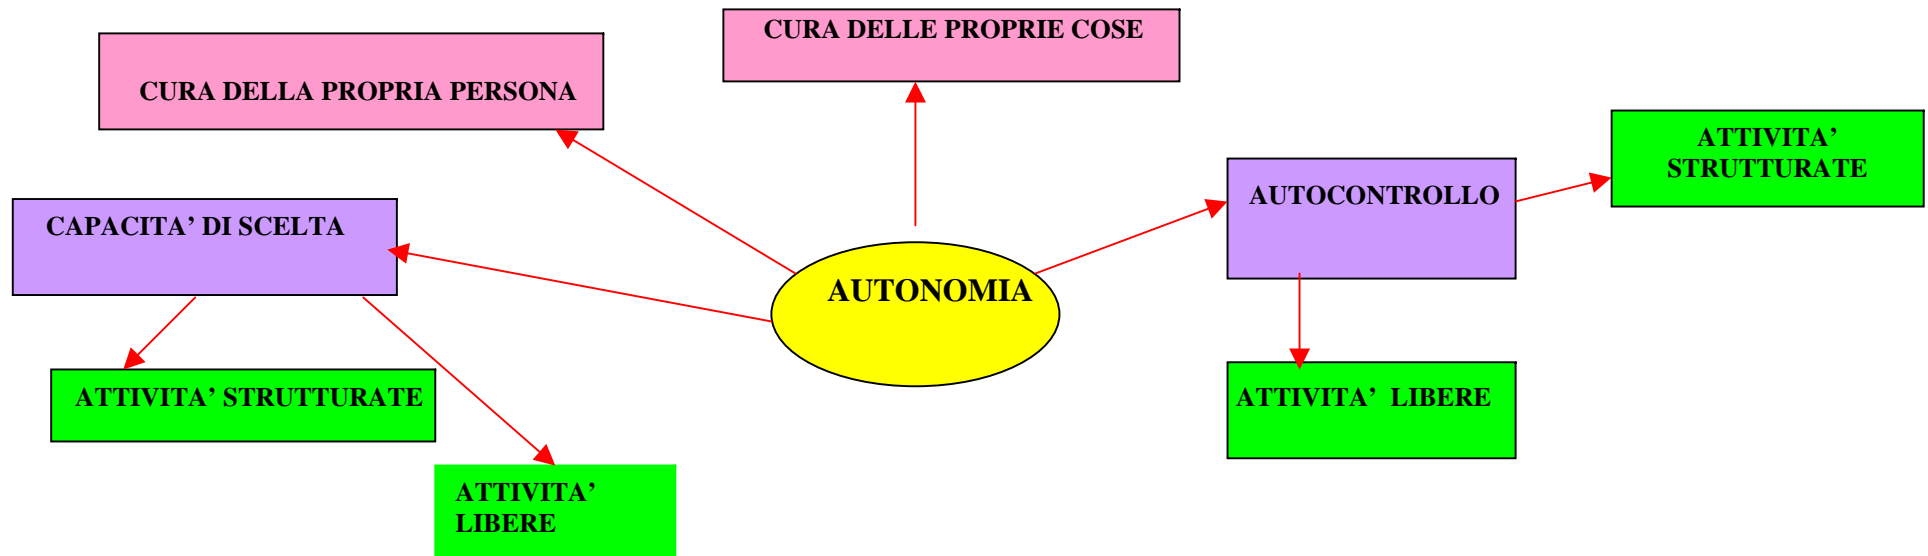 CURA DELLE PROPRIE COSE
CURA DELLA PROPRIA PERSONA
ATTIVITA’
STRUTTURATE
AUTOCONTROLLO
CAPACITA’ DI SCELTA
AUTONOMIA
ATTIVITA’ STRUTTURATE
ATTIVITA’ LIBERE
ATTIVITA’
LIBERE